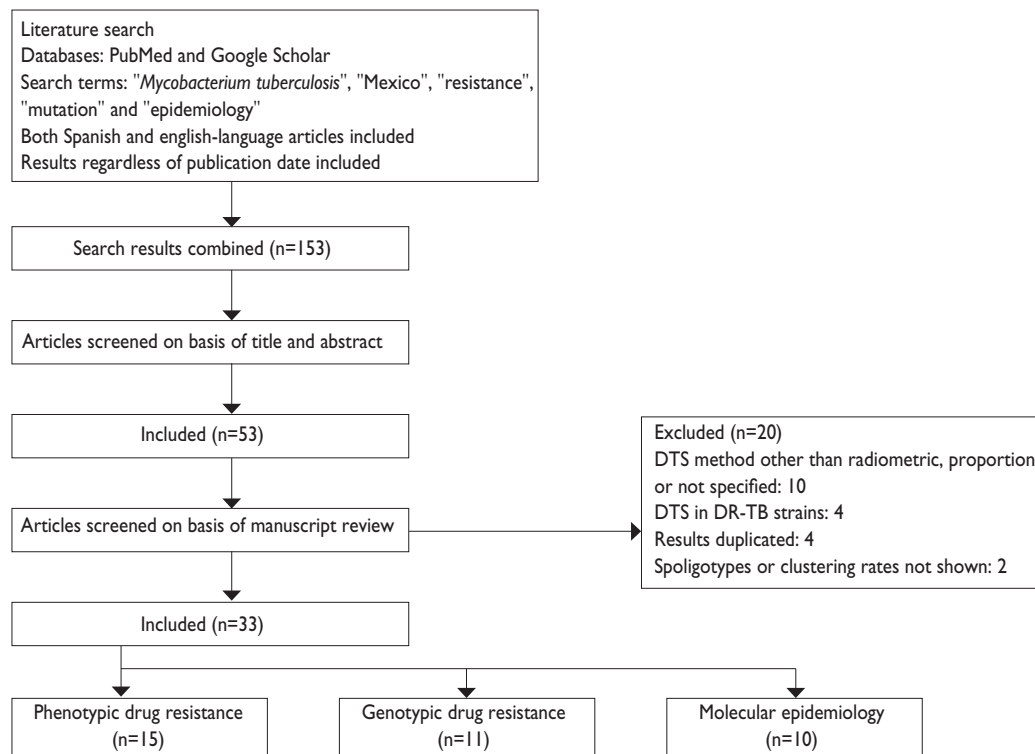 Literature search
Databases: PubMed and Google Scholar
Search terms: "Mycobacterium tuberculosis", "Mexico", "resistance",
"mutation" and "epidemiology"
Both Spanish and english-language articles included
Results regardless of publication date included
Search results combined (n=153)
Articles screened on basis of title and abstract
Included (n=53)
Articles screened on basis of manuscript review
Excluded (n=20)
DTS method other than radiometric, proportion
or not specified: 10
DTS in DR-TB strains: 4
Results duplicated: 4
Spoligotypes or clustering rates not shown: 2
Included (n=33)
Phenotypic drug resistance
(n=15)
Genotypic drug resistance
(n=11)
Molecular epidemiology
(n=10)